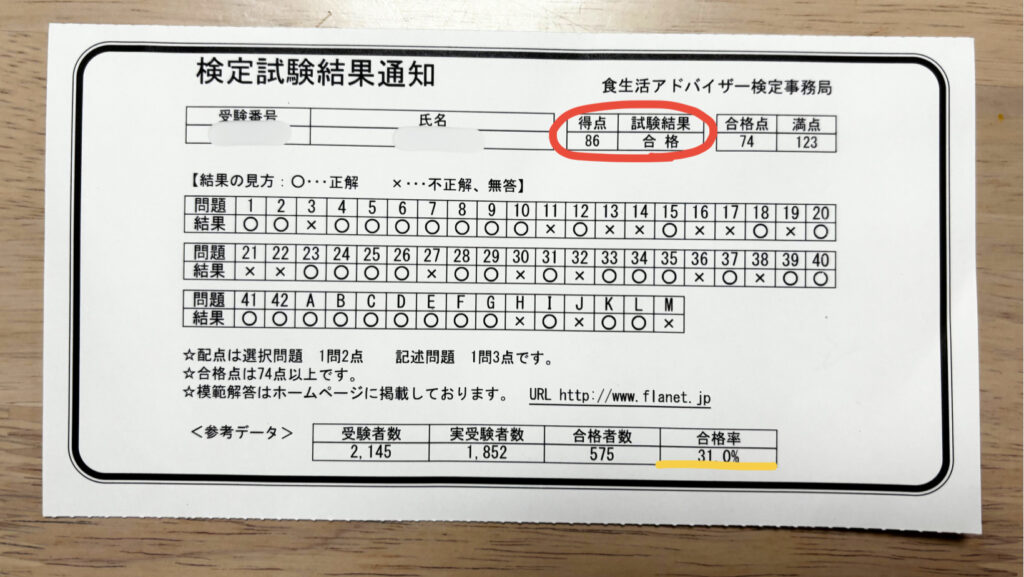 検定試験結果通知
食生活アドバイザー検定事務局
受験番号 氏名 得点 試験結果 合格点 満点
86 合格 74 123
【結果の見方:○･･･正解 ×･･･不正解、無答】
問題 1 2 3 4 5 6 7 8 9 10 11 12 13 14 15 16 17 18 19 20
結果 ○ ○ × ○ ○ ○ ○ ○ ○ ○ × ○ × × ○ × × ○ × ○
問題 21 22 23 24 25 26 27 28 29 30 31 32 33 34 35 36 37 38 39 40
結果 × × ○ ○ ○ ○ × ○ ○ × ○ × ○ ○ ○ × ○ × ○ ○
問題 41 42 A B C D E F G H I J K L M
結果 ○ ○ ○ ○ ○ ○ ○ ○ ○ × ○ × ○ ○ ×
☆配点は選択問題 1問2点 記述問題 1問3点です。
☆合格点は74点以上です。
☆模範解答はホームページに掲載しております。 URL http://www.flanet.jp
<参考データ> 受験者数 実受験者数 合格者数 合格率
2,145 1,852 575 31.0%